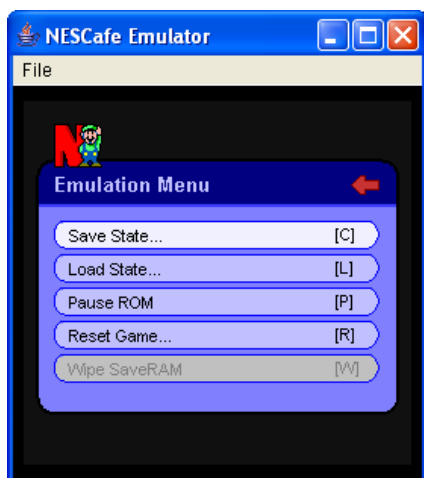 NESCafe Emulator
File
N
Emulation Menu
Save State... [C]
Load State... [L]
Pause ROM [P]
Reset Game... [R]
Wipe SaveRAM [W]